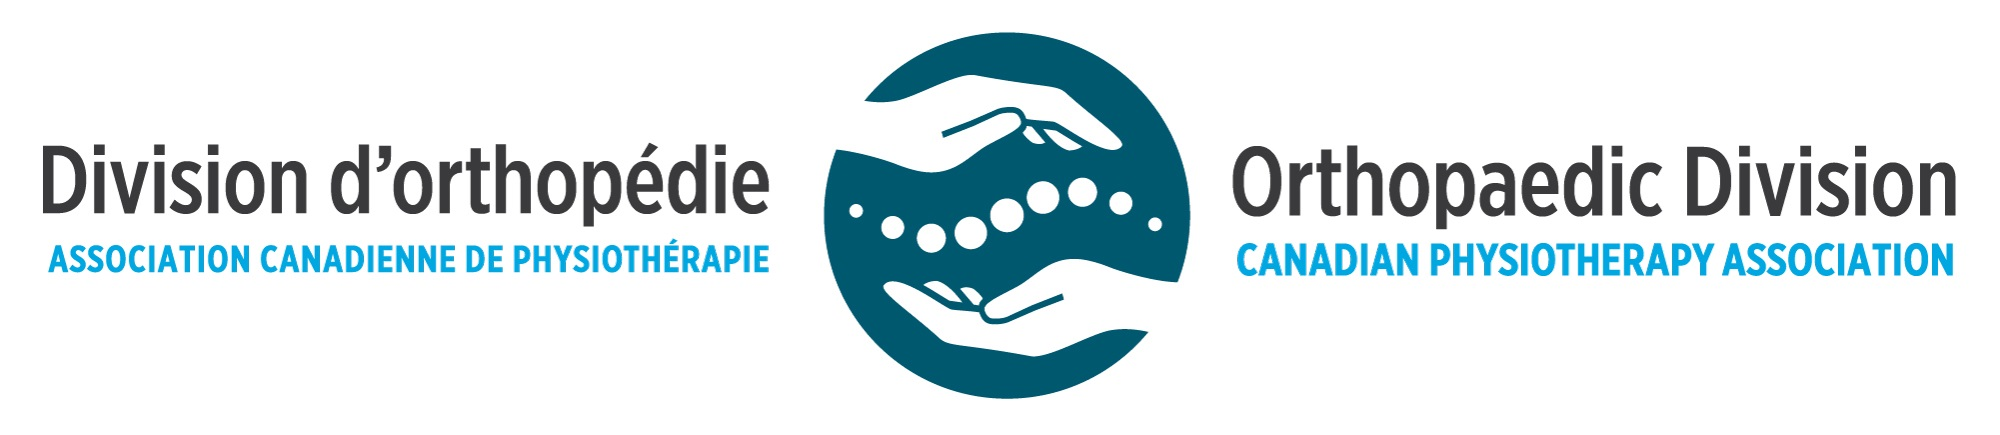 Division d’orthopédie
ASSOCIATION CANADIENNE DE PHYSIOTHÉRAPIE
Orthopaedic Division
CANADIAN PHYSIOTHERAPY ASSOCIATION